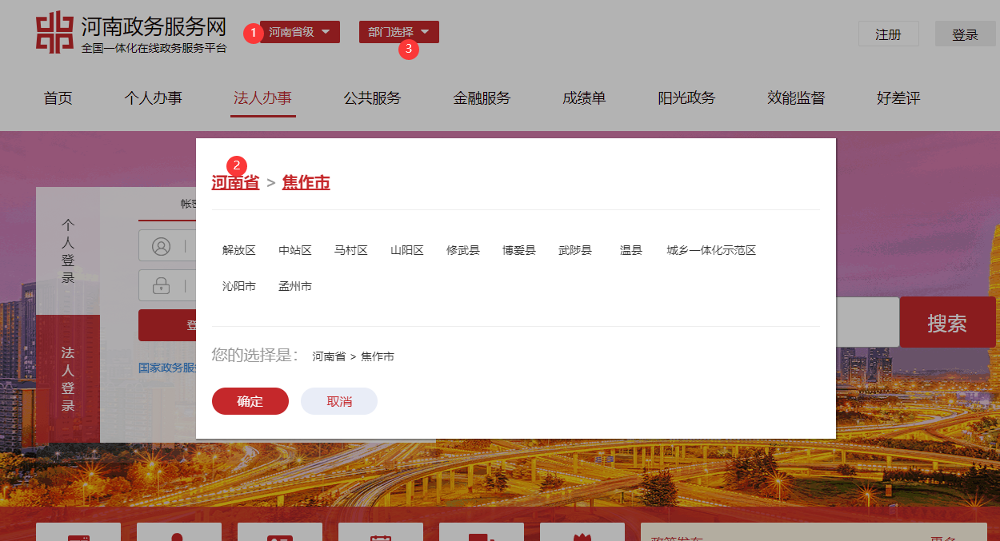 河南政务服务网
全国一体化在线政务服务平台
1 河南省级
部门选择
3
注册 登录
首页 个人办事 法人办事 公共服务 金融服务 成绩单 阳光政务 效能监督 好差评
个人登录
法人登录
国家政务服
搜索
2
河南省 > 焦作市
解放区 中站区 马村区 山阳区 修武县 博爱县 武陟县 温县 城乡一体化示范区
沁阳市 孟州市
您的选择是： 河南省 > 焦作市
确定 取消